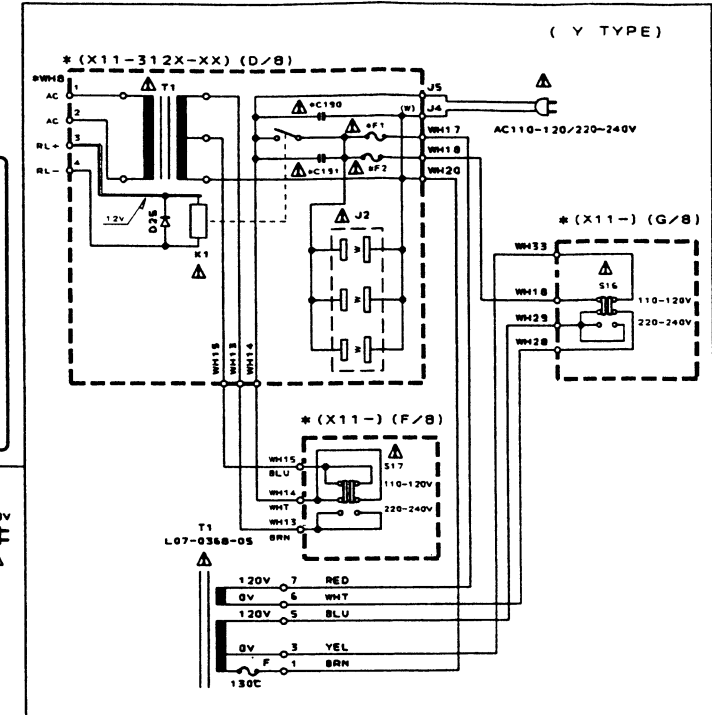 ( Y TYPE)
* (X11-312X-XX) (D/8)
*WH8
AC 1
AC 2
RL+ 3
RL- 4
T1
*C190
*C191
*F1
*F2
(W)
J5
J4
WH17
WH18
WH20
AC110-120/220~240V
12V
D26
K1
J2
W
W
W
WH15
WH13
WH14
* (X11-) (G/8)
WH33
WH18
WH29
WH28
S16
110-120V
220-240V
* (X11-) (F/8)
WH15
BLU
WH14
WHT
WH13
BRN
S17
110-120V
220-240V
T1
L07-0368-05
120V 7 RED
0V 6 WHT
120V 5 BLU
0V 3 YEL
F 1 BRN
130℃